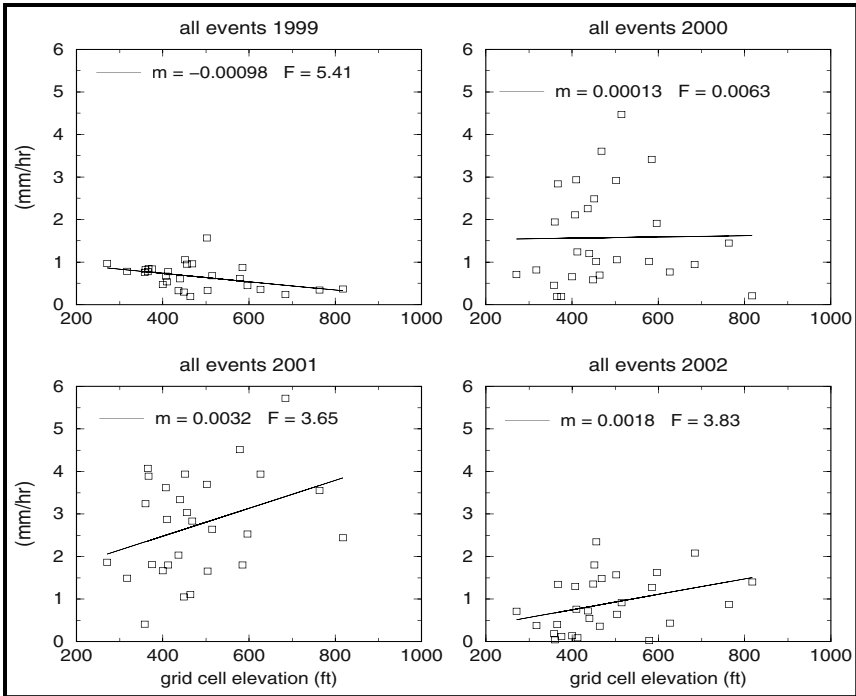 all events 1999
all events 2000
6
5
4
3
2
1
0
(mm/hr)
m = −0.00098 F = 5.41
200 400 600 800 1000
6
5
4
3
2
1
0
m = 0.00013 F = 0.0063
200 400 600 800 1000
all events 2001
all events 2002
6
5
4
3
2
1
0
(mm/hr)
m = 0.0032 F = 3.65
200 400 600 800 1000
grid cell elevation (ft)
6
5
4
3
2
1
0
m = 0.0018 F = 3.83
200 400 600 800 1000
grid cell elevation (ft)